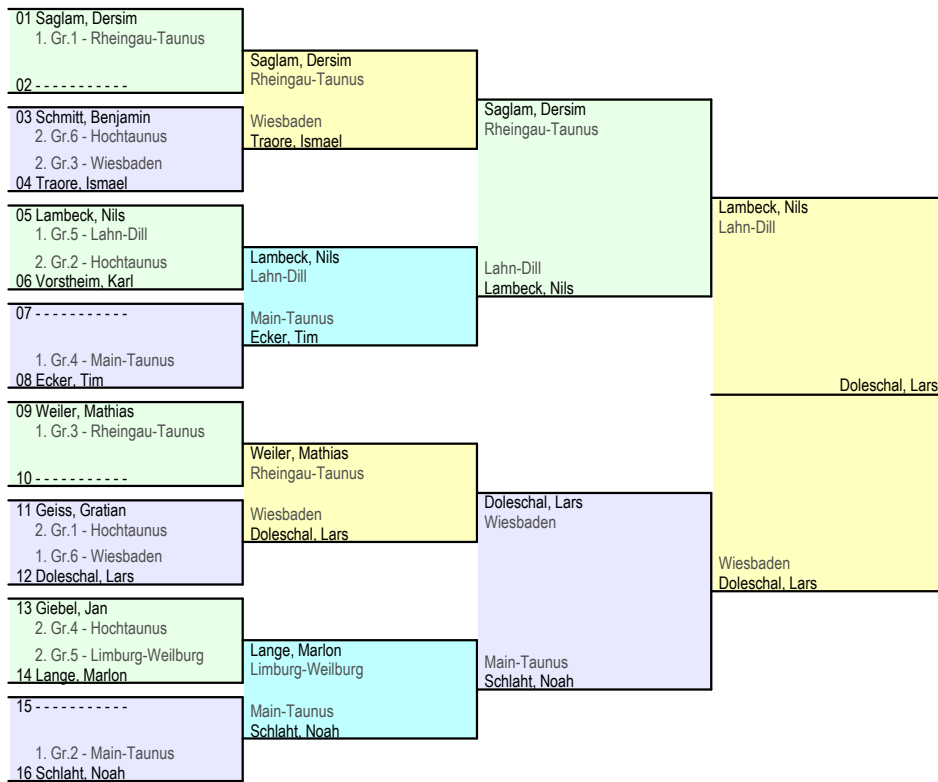 01 Saglam, Dersim
1. Gr.1 - Rheingau-Taunus
02 - - - - - - - - - - -
03 Schmitt, Benjamin
2. Gr.6 - Hochtaunus
2. Gr.3 - Wiesbaden
04 Traore, Ismael
05 Lambeck, Nils
1. Gr.5 - Lahn-Dill
2. Gr.2 - Hochtaunus
06 Vorstheim, Karl
07 - - - - - - - - - - -
1. Gr.4 - Main-Taunus
08 Ecker, Tim
09 Weiler, Mathias
1. Gr.3 - Rheingau-Taunus
10 - - - - - - - - - - -
11 Geiss, Gratian
2. Gr.1 - Hochtaunus
1. Gr.6 - Wiesbaden
12 Doleschal, Lars
13 Giebel, Jan
2. Gr.4 - Hochtaunus
2. Gr.5 - Limburg-Weilburg
14 Lange, Marlon
15 - - - - - - - - - - -
1. Gr.2 - Main-Taunus
16 Schlaht, Noah
Saglam, Dersim
Rheingau-Taunus
Wiesbaden
Traore, Ismael
Lambeck, Nils
Lahn-Dill
Main-Taunus
Ecker, Tim
Weiler, Mathias
Rheingau-Taunus
Wiesbaden
Doleschal, Lars
Lange, Marlon
Limburg-Weilburg
Main-Taunus
Schlaht, Noah
Saglam, Dersim
Rheingau-Taunus
Lahn-Dill
Lambeck, Nils
Doleschal, Lars
Wiesbaden
Main-Taunus
Schlaht, Noah
Lambeck, Nils
Lahn-Dill
Wiesbaden
Doleschal, Lars
Doleschal, Lars